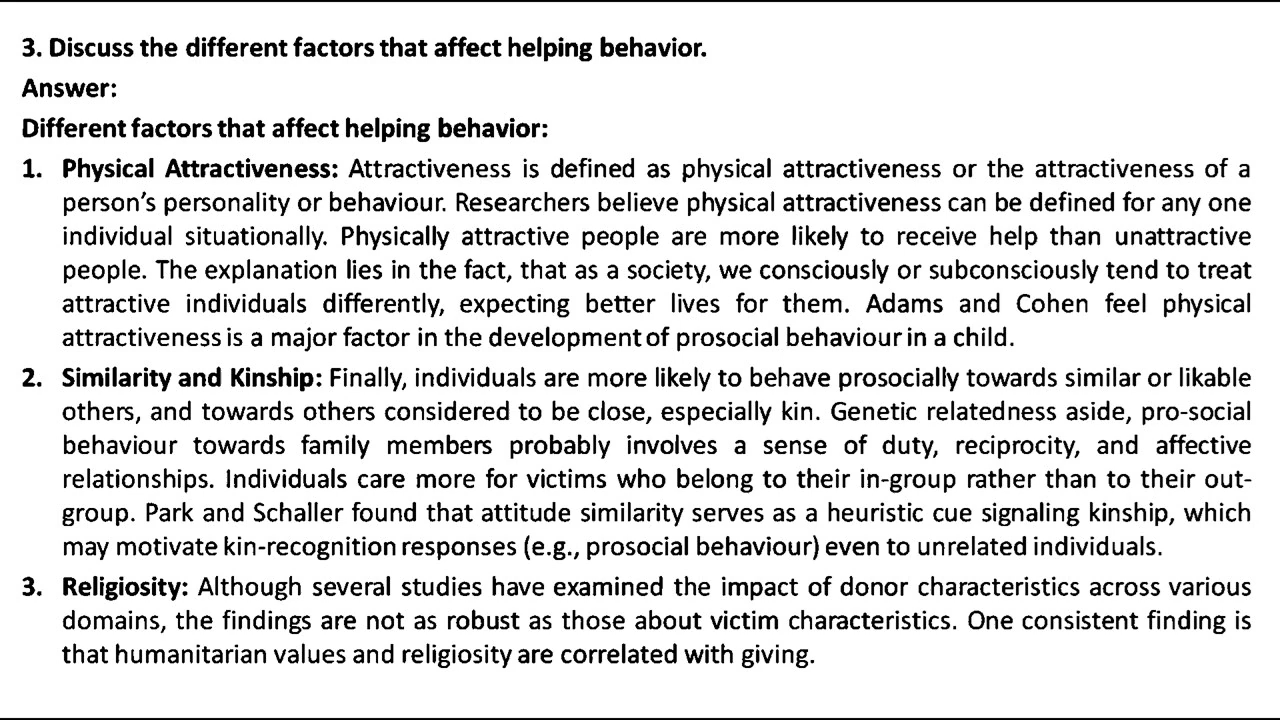 3. Discuss the different factors that affect helping behavior.
Answer:
Different factors that affect helping behavior:
1. Physical Attractiveness: Attractiveness is defined as physical attractiveness or the attractiveness of a
person’s personality or behaviour. Researchers believe physical attractiveness can be defined for any one
individual situationally. Physically attractive people are more likely to receive help than unattractive
people. The explanation lies in the fact, that as a society, we consciously or subconsciously tend to treat
attractive individuals differently, expecting better lives for them. Adams and Cohen feel physical
attractiveness is a major factor in the development of prosocial behaviour in a child.
2. Similarity and Kinship: Finally, individuals are more likely to behave prosocially towards similar or likable
others, and towards others considered to be close, especially kin. Genetic relatedness aside, pro-social
behaviour towards family members probably involves a sense of duty, reciprocity, and affective
relationships. Individuals care more for victims who belong to their in-group rather than to their out-
group. Park and Schaller found that attitude similarity serves as a heuristic cue signaling kinship, which
may motivate kin-recognition responses (e.g., prosocial behaviour) even to unrelated individuals.
3. Religiosity: Although several studies have examined the impact of donor characteristics across various
domains, the findings are not as robust as those about victim characteristics. One consistent finding is
that humanitarian values and religiosity are correlated with giving.